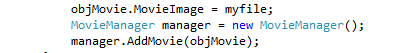 objMovie.MovieImage = myfile;
MovieManager manager = new MovieManager();
manager.AddMovie(objMovie);